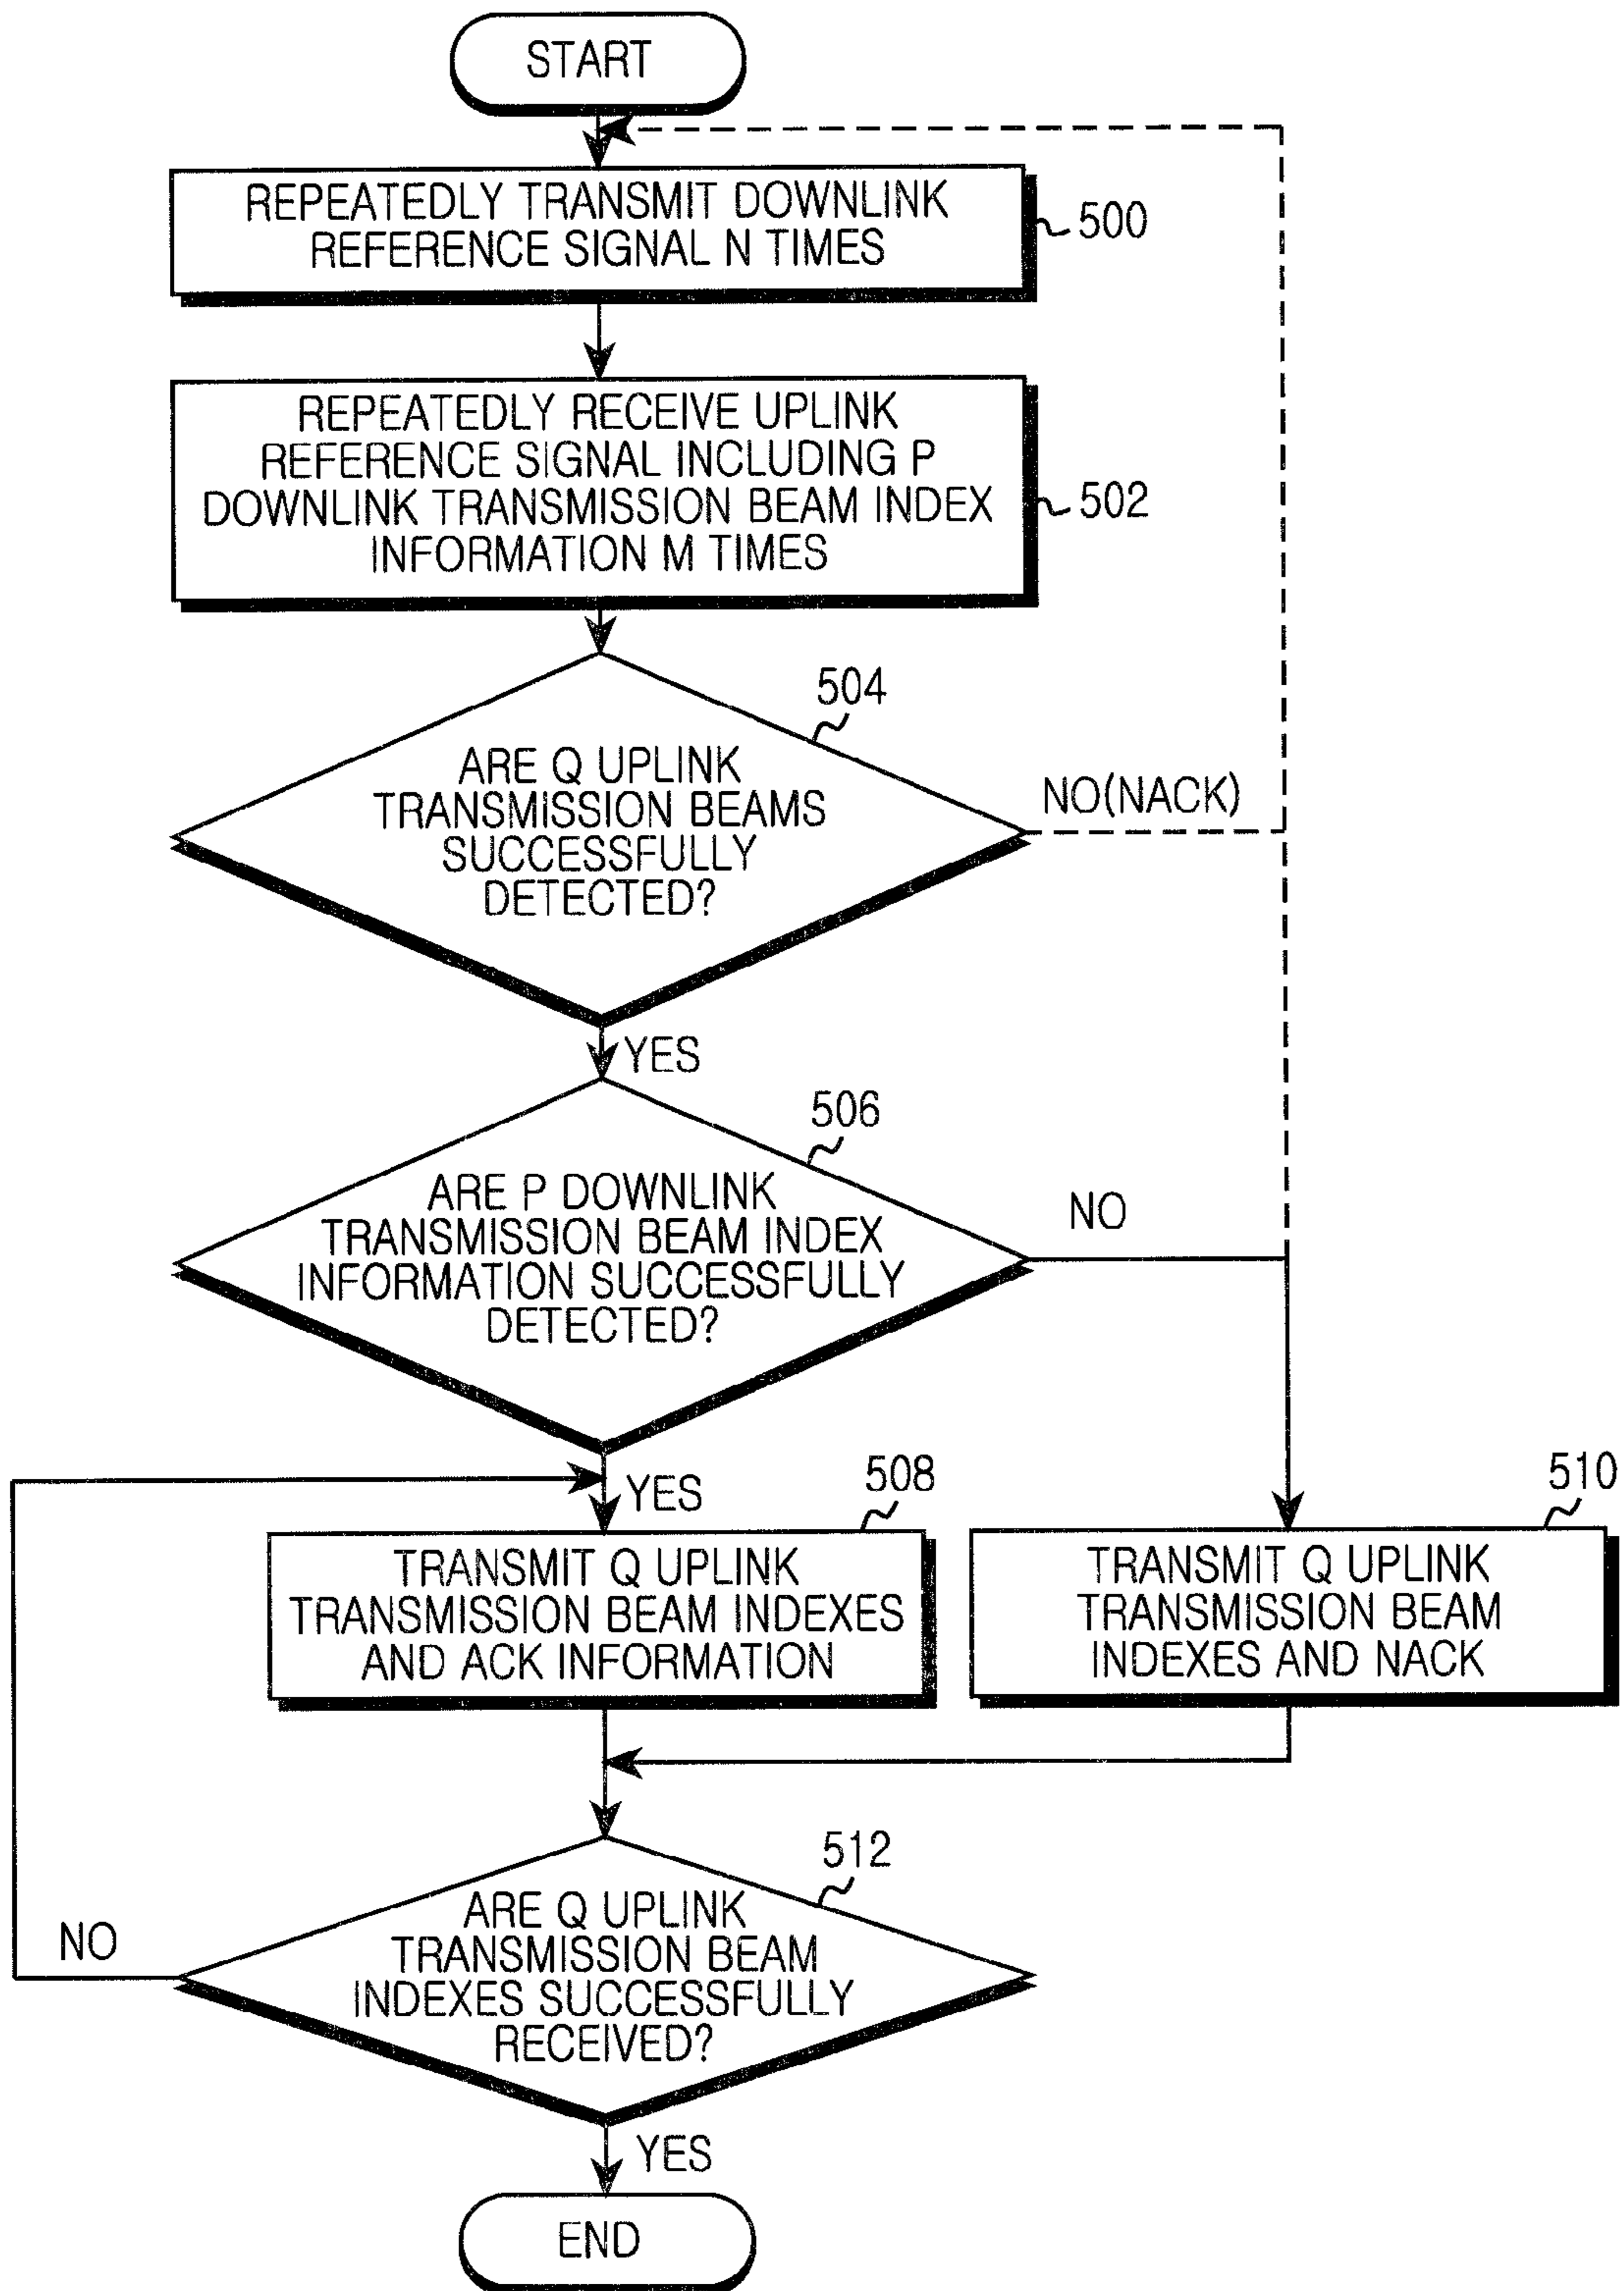 START
REPEATEDLY TRANSMIT DOWNLINK
REFERENCE SIGNAL N TIMES
500
REPEATEDLY RECEIVE UPLINK
REFERENCE SIGNAL INCLUDING P
DOWNLINK TRANSMISSION BEAM INDEX
INFORMATION M TIMES
502
504
ARE Q UPLINK
TRANSMISSION BEAMS
SUCCESSFULLY
DETECTED?
NO(NACK)
YES
506
ARE P DOWNLINK
TRANSMISSION BEAM INDEX
INFORMATION SUCCESSFULLY
DETECTED?
NO
YES
508
TRANSMIT Q UPLINK
TRANSMISSION BEAM INDEXES
AND ACK INFORMATION
510
TRANSMIT Q UPLINK
TRANSMISSION BEAM
INDEXES AND NACK
512
ARE Q UPLINK
TRANSMISSION BEAM
INDEXES SUCCESSFULLY
RECEIVED?
NO
YES
END